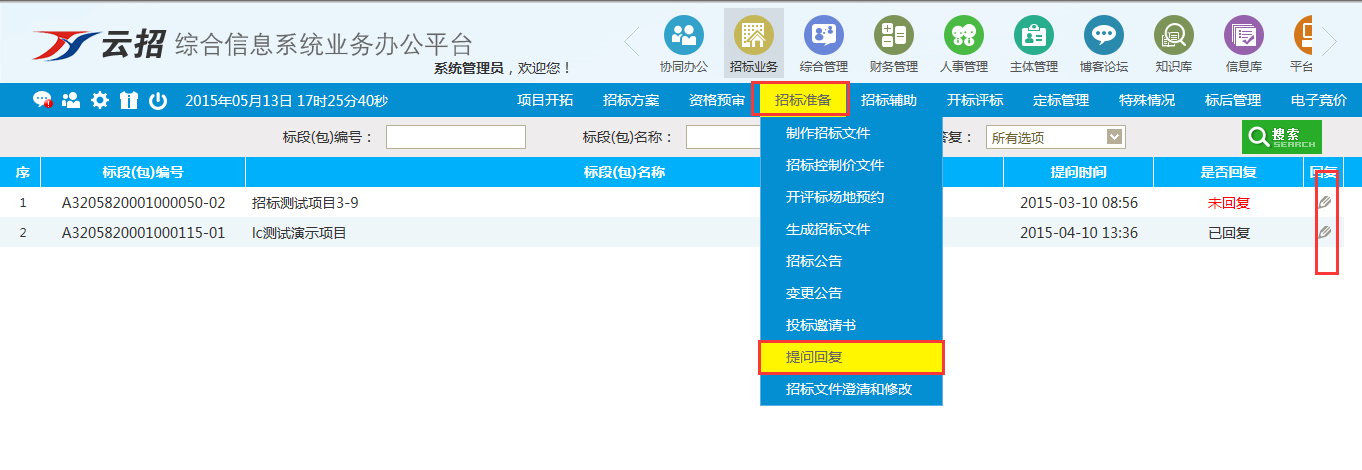 云招 综合信息系统业务办公平台
系统管理员，欢迎您！
协同办公 招标业务 综合管理 财务管理 人事管理 主体管理 博客论坛 知识库 信息库 平台
2015年05月13日 17时25分40秒 项目开拓 招标方案 资格预审 招标准备 招标辅助 开标评标 定标管理 特殊情况 标后管理 电子竞价
标段(包)编号： 标段(包)名称： 答复： 所有选项 搜索 SEARCH
序 标段(包)编号 标段(包)名称 提问时间 是否回复 回复
1 A3205820001000050-02 招标测试项目3-9 2015-03-10 08:56 未回复
2 A3205820001000115-01 lc测试演示项目 2015-04-10 13:36 已回复
制作招标文件
招标控制价文件
开评标场地预约
生成招标文件
招标公告
变更公告
投标邀请书
提问回复
招标文件澄清和修改